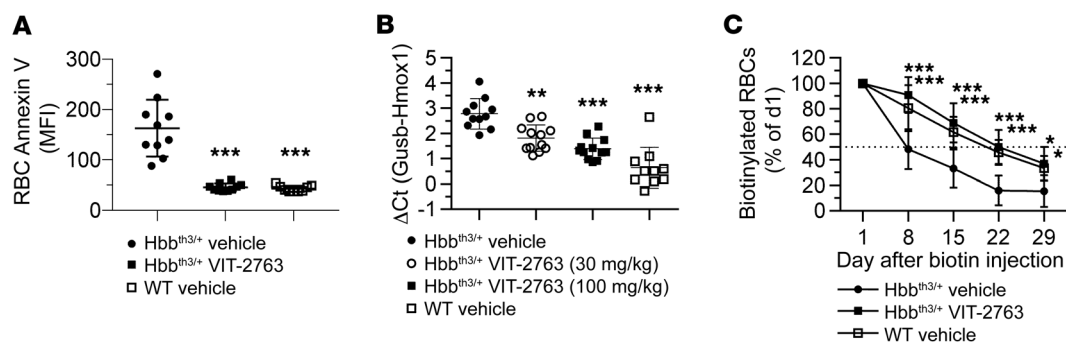 A
RBC Annexin V
(MFI)
300
200
100
0
***
***
● Hbbth3/+ vehicle
■ Hbbth3/+ VIT-2763
□ WT vehicle
B
ΔCt (Gusb-Hmox1)
5
4
3
2
1
0
-1
**
***
***
● Hbbth3/+ vehicle
○ Hbbth3/+ VIT-2763 (30 mg/kg)
■ Hbbth3/+ VIT-2763 (100 mg/kg)
□ WT vehicle
C
Biotinylated RBCs
(% of d1)
120
100
80
60
40
20
0
***
***
***
***
***
***
*
*
1 8 15 22 29
Day after biotin injection
Hbbth3/+ vehicle
Hbbth3/+ VIT-2763
WT vehicle